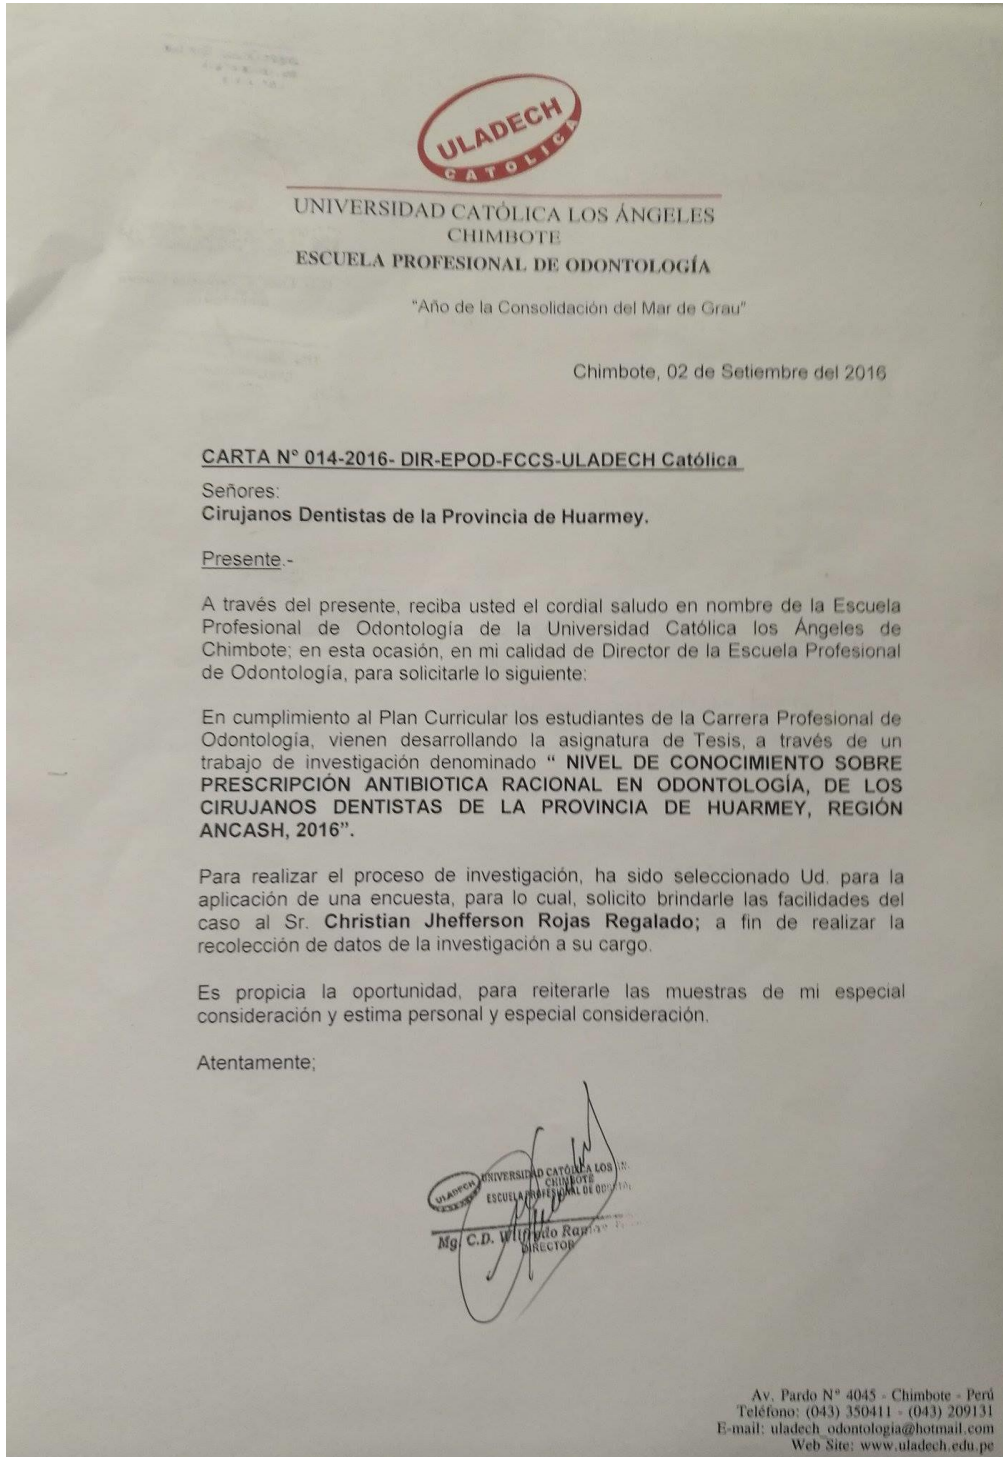 ULADECH
CATOLICA
UNIVERSIDAD CATÓLICA LOS ÁNGELES
CHIMBOTE
ESCUELA PROFESIONAL DE ODONTOLOGÍA
"Año de la Consolidación del Mar de Grau"
Chimbote, 02 de Setiembre del 2016
CARTA N° 014-2016- DIR-EPOD-FCCS-ULADECH Católica
Señores:
Cirujanos Dentistas de la Provincia de Huarmey.
Presente.-
A través del presente, reciba usted el cordial saludo en nombre de la Escuela
Profesional de Odontología de la Universidad Católica los Ángeles de
Chimbote; en esta ocasión, en mi calidad de Director de la Escuela Profesional
de Odontología, para solicitarle lo siguiente:
En cumplimiento al Plan Curricular los estudiantes de la Carrera Profesional de
Odontología, vienen desarrollando la asignatura de Tesis, a través de un
trabajo de investigación denominado “ NIVEL DE CONOCIMIENTO SOBRE
PRESCRIPCIÓN ANTIBIOTICA RACIONAL EN ODONTOLOGÍA, DE LOS
CIRUJANOS DENTISTAS DE LA PROVINCIA DE HUARMEY, REGIÓN
ANCASH, 2016”.
Para realizar el proceso de investigación, ha sido seleccionado Ud. para la
aplicación de una encuesta, para lo cual, solicito brindarle las facilidades del
caso al Sr. Christian Jhefferson Rojas Regalado; a fin de realizar la
recolección de datos de la investigación a su cargo.
Es propicia la oportunidad, para reiterarle las muestras de mi especial
consideración y estima personal y especial consideración.
Atentamente;
ULADECH
UNIVERSIDAD CATÓLICA LOS
CHIMBOTE
ESCUELA PROFESIONAL DE
Mg. C.D. Wilfredo
DIRECTOR
Av. Pardo N° 4045 - Chimbote - Perú
Teléfono: (043) 350411 - (043) 209131
E-mail: uladech_odontologia@hotmail.com
Web Site: www.uladech.edu.pe